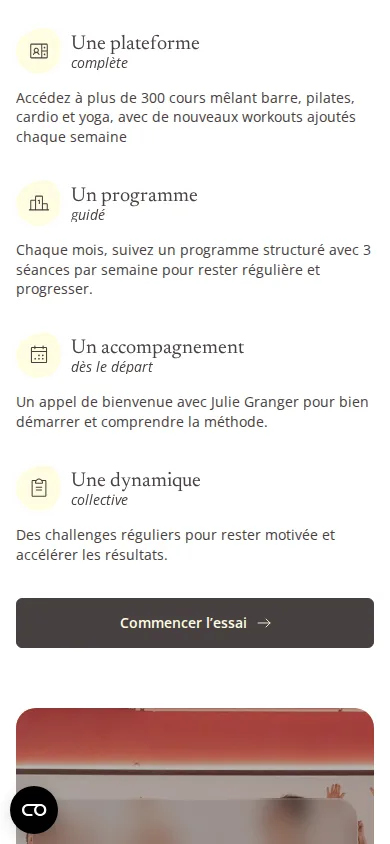 Une plateforme
complète
Accédez à plus de 300 cours mêlant barre, pilates,
cardio et yoga, avec de nouveaux workouts ajoutés
chaque semaine
Un programme
guidé
Chaque mois, suivez un programme structuré avec 3
séances par semaine pour rester régulière et
progresser.
Un accompagnement
dès le départ
Un appel de bienvenue avec Julie Granger pour bien
démarrer et comprendre la méthode.
Une dynamique
collective
Des challenges réguliers pour rester motivée et
accélérer les résultats.
Commencer l’essai